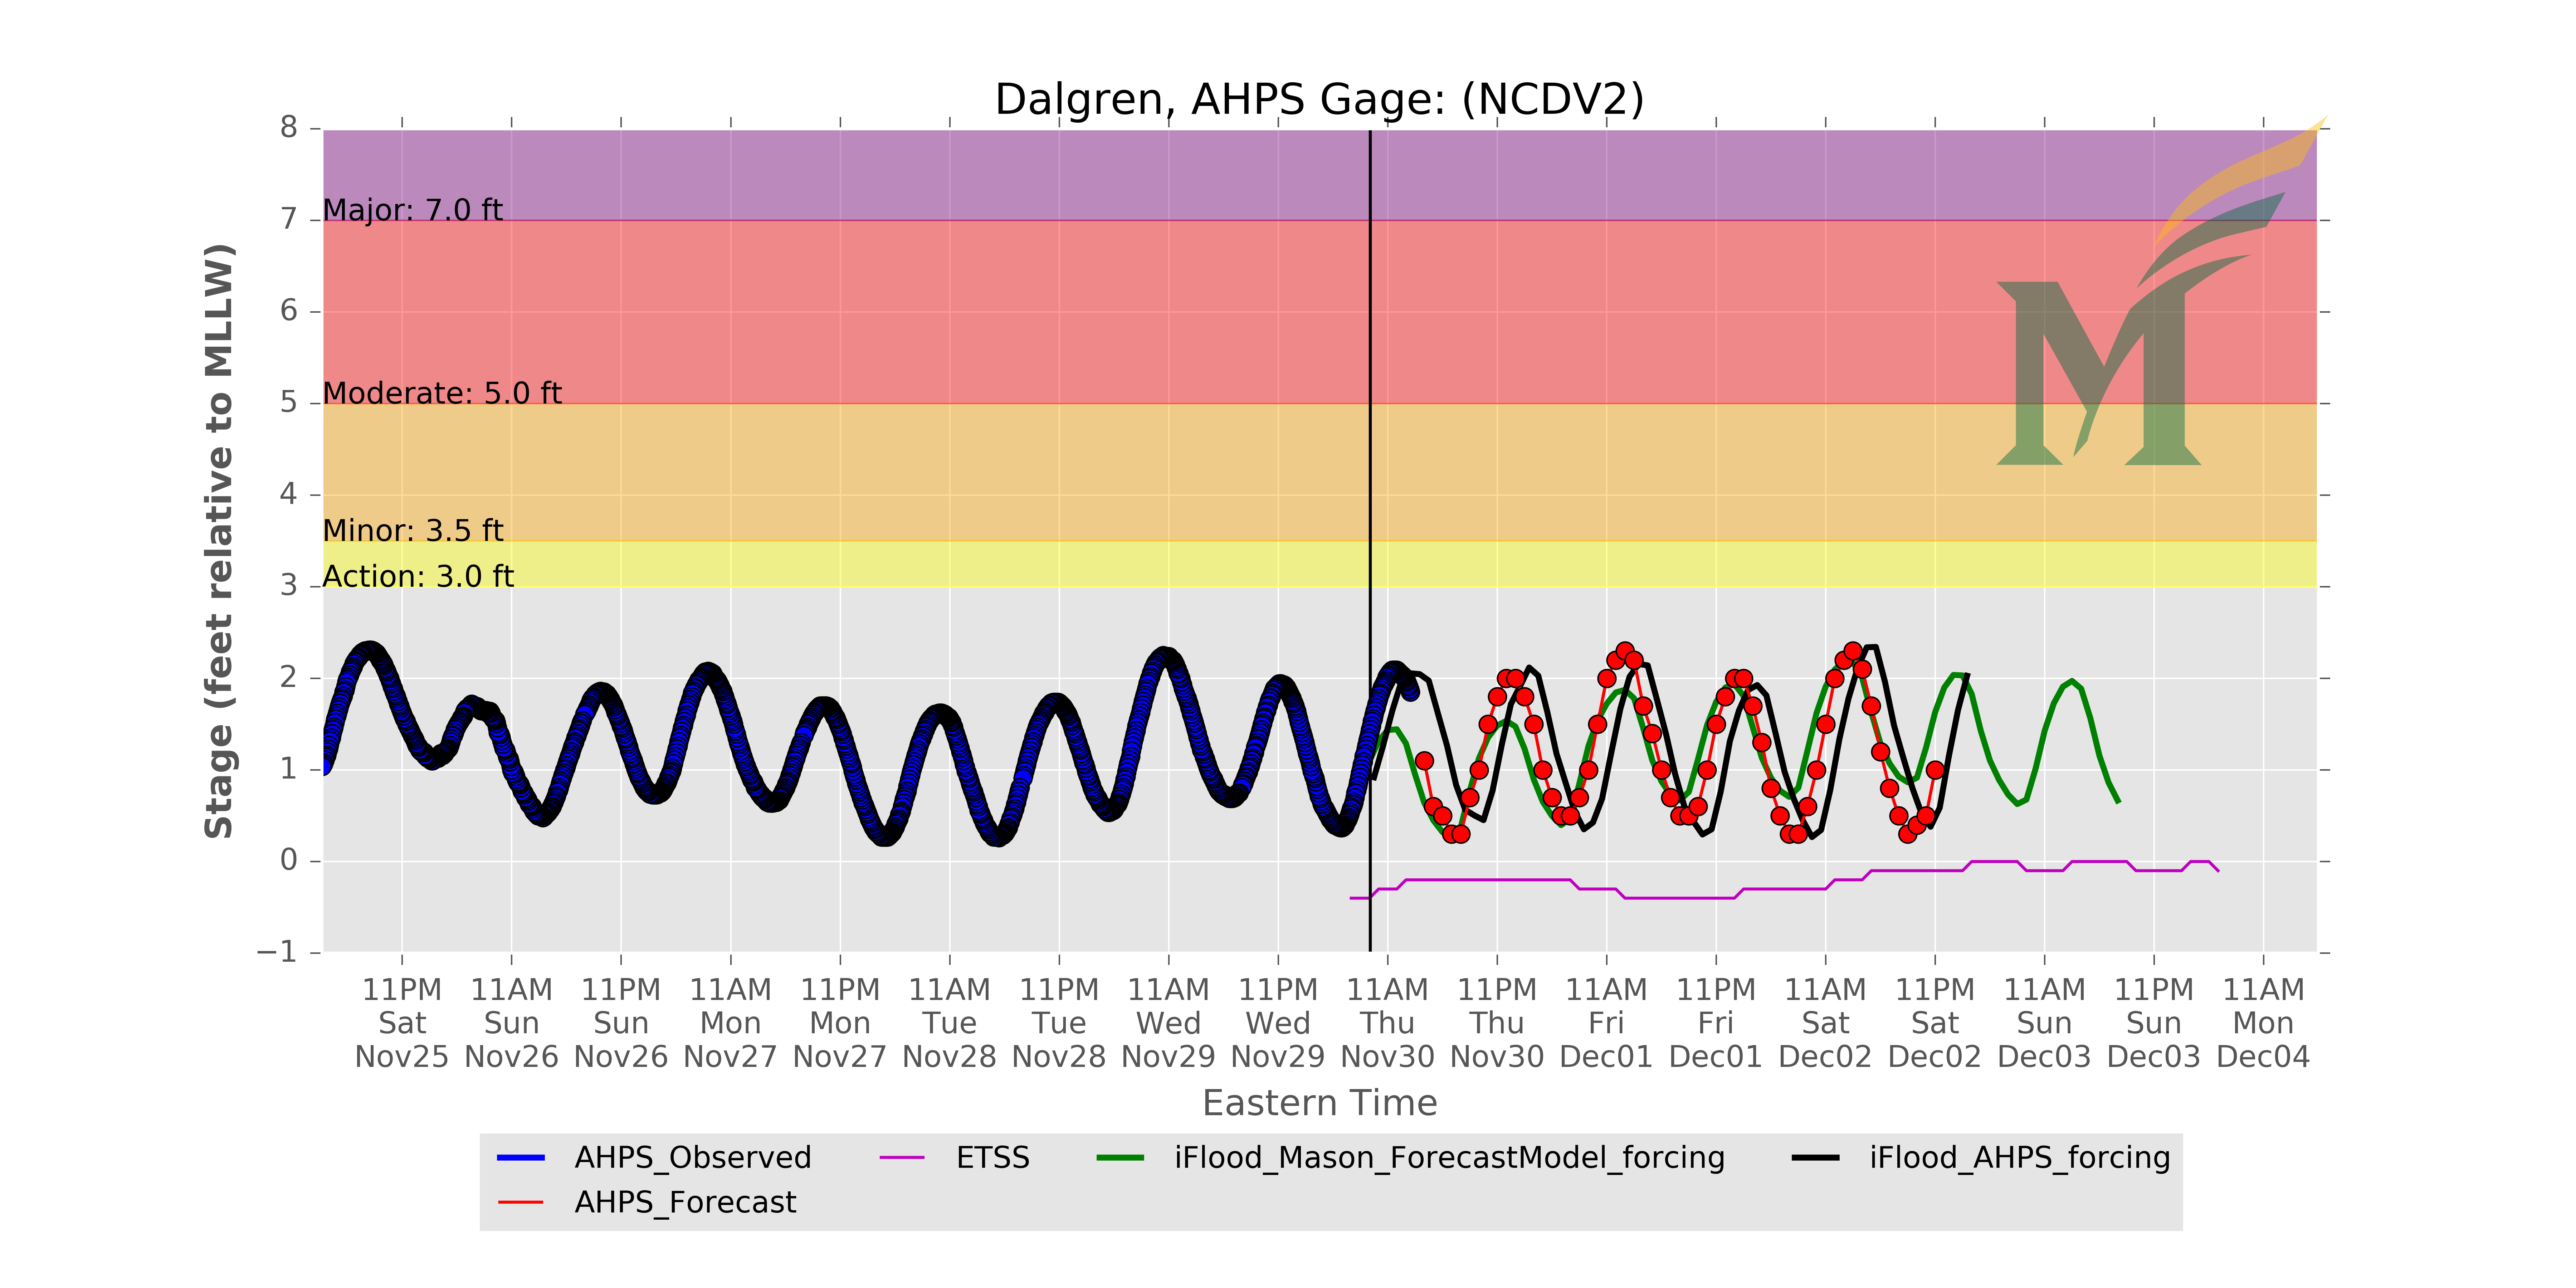 Dalgren, AHPS Gage: (NCDV2)
Stage (feet relative to MLLW)
8
7
6
5
4
3
2
1
0
−1
Major: 7.0 ft
Moderate: 5.0 ft
Minor: 3.5 ft
Action: 3.0 ft
M
11PM Sat Nov25
11AM Sun Nov26
11PM Sun Nov26
11AM Mon Nov27
11PM Mon Nov27
11AM Tue Nov28
11PM Tue Nov28
11AM Wed Nov29
11PM Wed Nov29
11AM Thu Nov30
11PM Thu Nov30
11AM Fri Dec01
11PM Fri Dec01
11AM Sat Dec02
11PM Sat Dec02
11AM Sun Dec03
11PM Sun Dec03
11AM Mon Dec04
Eastern Time
AHPS_Observed
AHPS_Forecast
ETSS
iFlood_Mason_ForecastModel_forcing
iFlood_AHPS_forcing